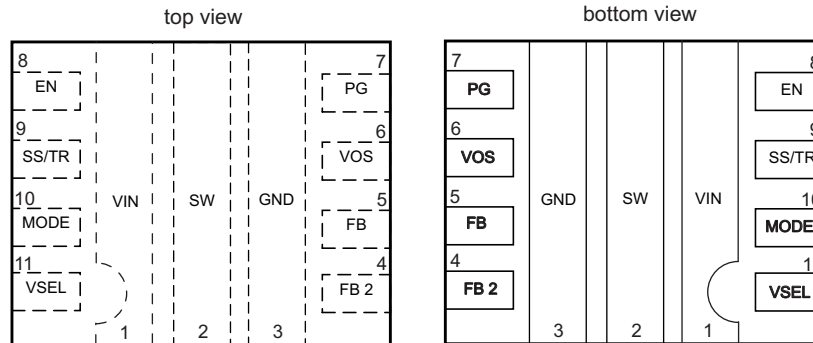 top view
8
EN
9
SS/TR
10
MODE
11
VSEL
VIN
1
SW
2
GND
3
7
PG
6
VOS
5
FB
4
FB 2
bottom view
7
PG
6
VOS
5
FB
4
FB 2
GND
3
SW
2
VIN
1
EN
SS/TR
MODE
VSEL